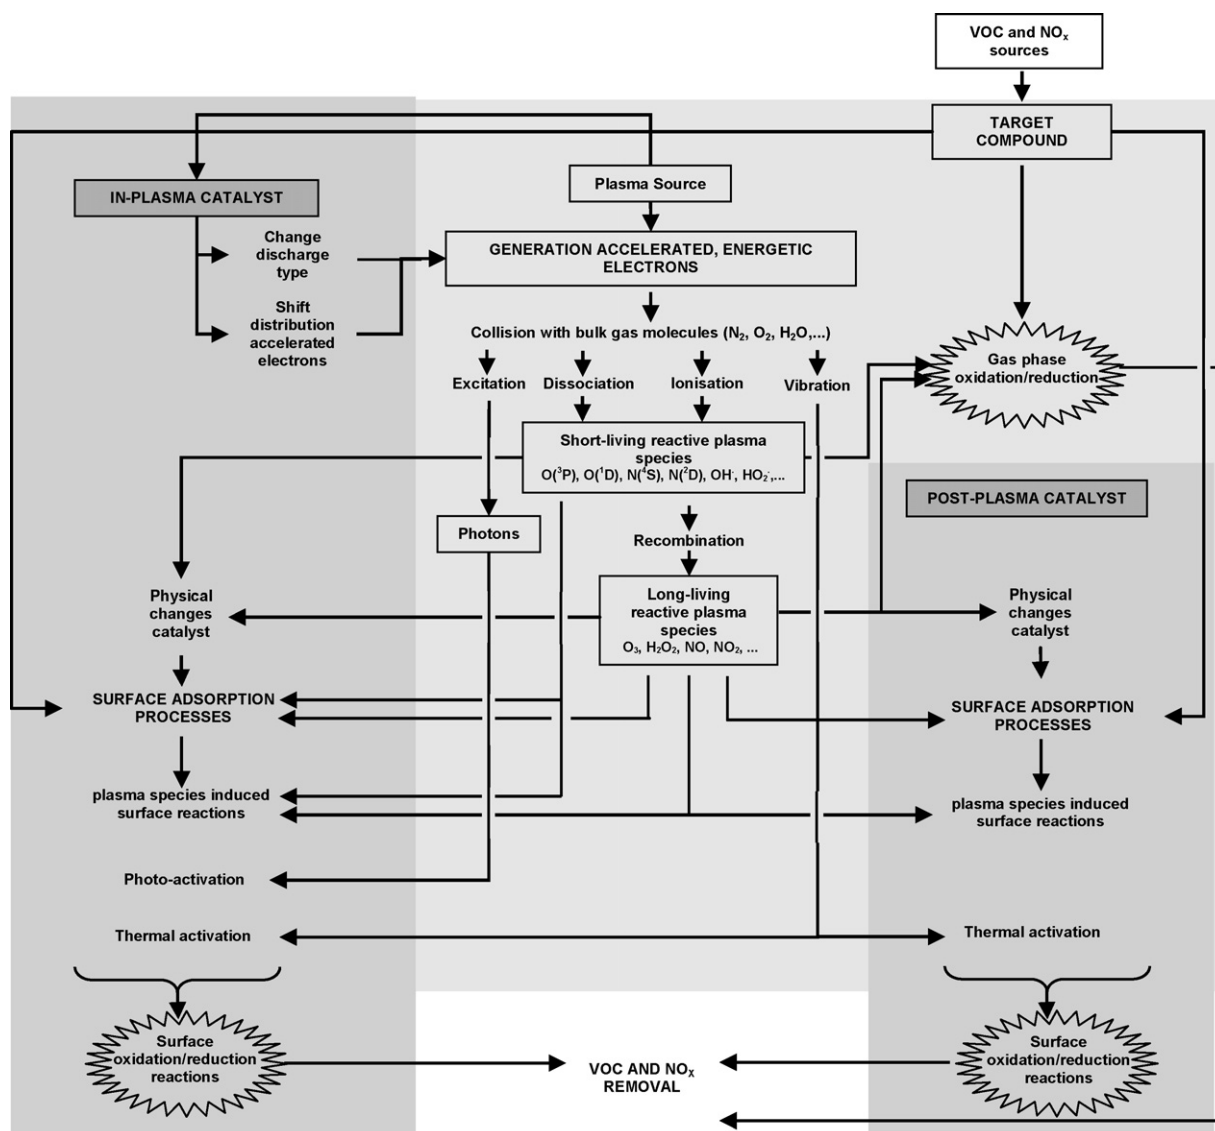 VOC and NOx
sources
TARGET
COMPOUND
Plasma Source
IN-PLASMA CATALYST
Change
discharge
type
GENERATION ACCELERATED, ENERGETIC
ELECTRONS
Shift
distribution
accelerated
electrons
Collision with bulk gas molecules (N₂, O₂, H₂O,...)
Excitation Dissociation Ionisation Vibration
Gas phase
oxidation/reduction
Short-living reactive plasma
species
O(³P), O(¹D), N(⁴S), N(²D), OH·, HO₂·,...
POST-PLASMA CATALYST
Photons
Recombination
Physical
changes
catalyst
Long-living
reactive plasma
species
O₃, H₂O₂, NO, NO₂, ...
Physical
changes
catalyst
SURFACE ADSORPTION
PROCESSES
SURFACE ADSORPTION
PROCESSES
plasma species induced
surface reactions
plasma species induced
surface reactions
Photo-activation
Thermal activation
Thermal activation
Surface
oxidation/reduction
reactions
VOC AND NOX
REMOVAL
Surface
oxidation/reduction
reactions